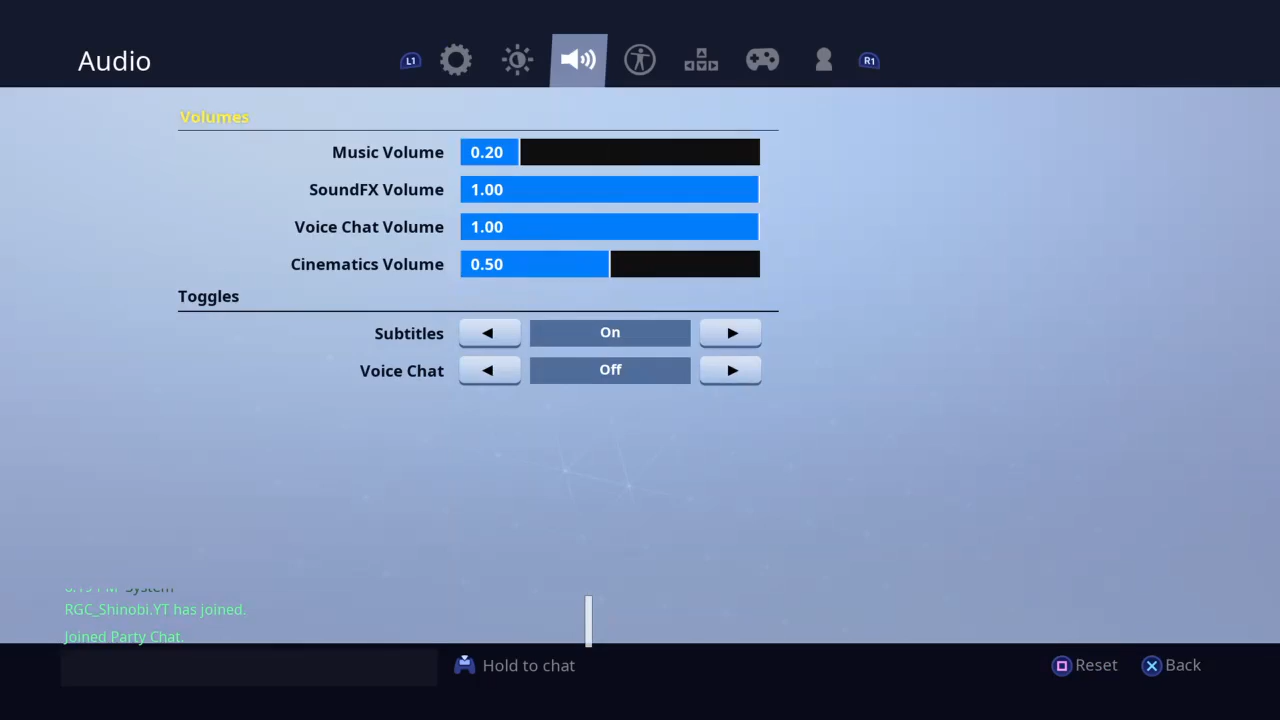 Audio
L1
R1
Volumes
Music Volume 0.20
SoundFX Volume 1.00
Voice Chat Volume 1.00
Cinematics Volume 0.50
Toggles
Subtitles On
Voice Chat Off
System
RGC_Shinobi.YT has joined.
Joined Party Chat.
Hold to chat
Reset
Back